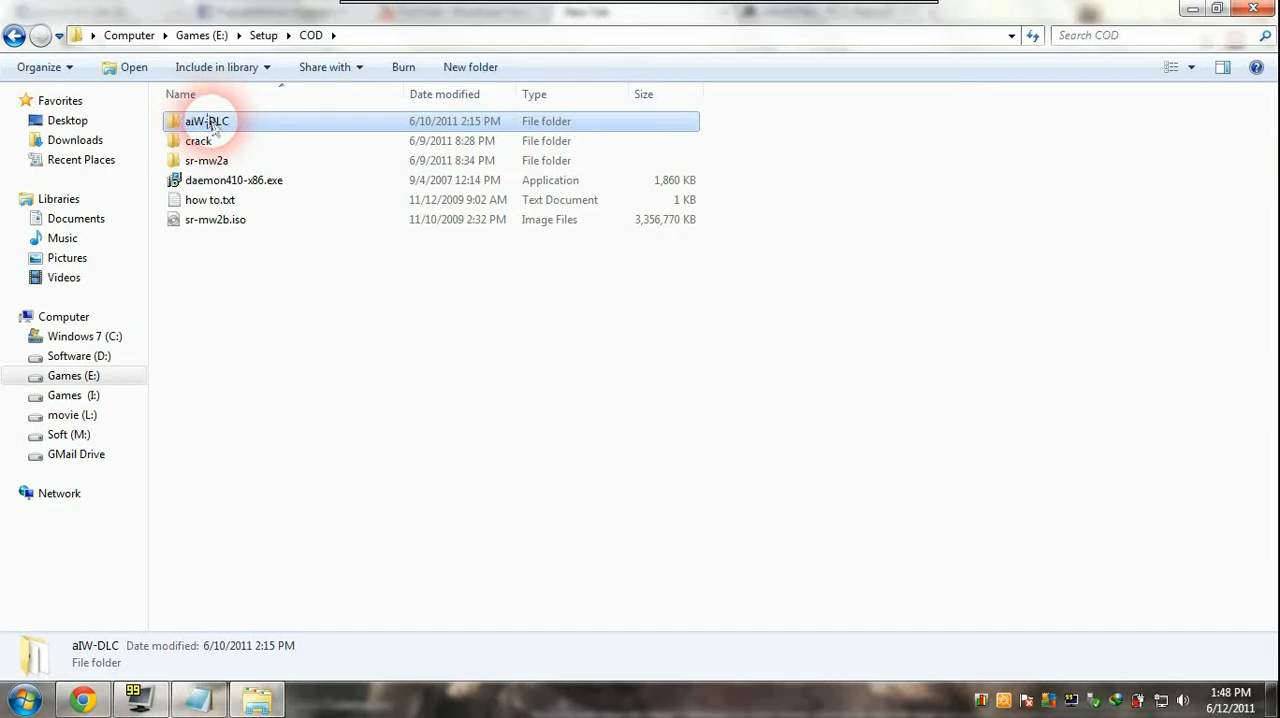 Computer Games (E:) Setup COD
Search COD
Organize Open Include in library Share with Burn New folder
Name Date modified Type Size
Favorites
Desktop
Downloads
Recent Places
Libraries
Documents
Music
Pictures
Videos
Computer
Windows 7 (C:)
Software (D:)
Games (E:)
Games (I:)
movie (L:)
Soft (M:)
GMail Drive
Network
aIW-DLC 6/10/2011 2:15 PM File folder
crack 6/9/2011 8:28 PM File folder
sr-mw2a 6/9/2011 8:34 PM File folder
daemon410-x86.exe 9/4/2007 12:14 PM Application 1,860 KB
how to.txt 11/12/2009 9:02 AM Text Document 1 KB
sr-mw2b.iso 11/10/2009 2:32 PM Image Files 3,356,770 KB
aIW-DLC Date modified: 6/10/2011 2:15 PM
File folder
99
99
1:48 PM
6/12/2011